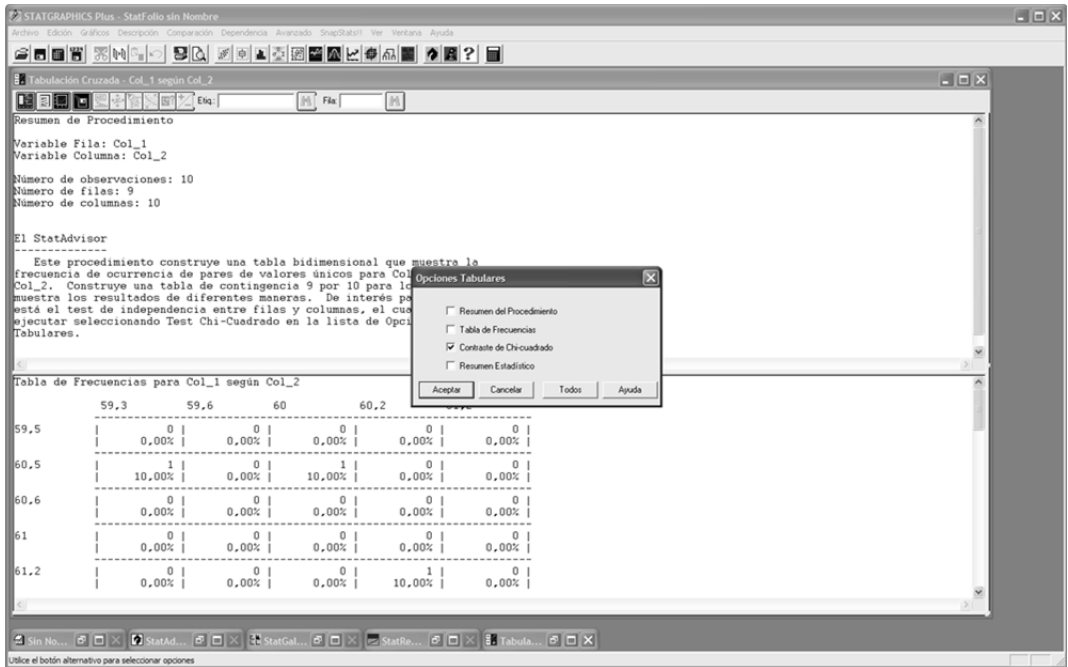 STATGRAPHICS Plus - StatFolio sin Nombre
Archivo Edición Gráficos Descripción Comparación Dependencia Avanzado SnapStats!! Ver Ventana Ayuda
Tabulación Cruzada - Col_1 según Col_2
Etiq.: Fila:
Resumen de Procedimiento
Variable Fila: Col_1
Variable Columna: Col_2
Número de observaciones: 10
Número de filas: 9
Número de columnas: 10
El StatAdvisor
--------------
Este procedimiento construye una tabla bidimensional que muestra la
frecuencia de ocurrencia de pares de valores únicos para Col
Col_2. Construye una tabla de contingencia 9 por 10 para lo
muestra los resultados de diferentes maneras. De interés pa
está el test de independencia entre filas y columnas, el cua
ejecutar seleccionando Test Chi-Cuadrado en la lista de Opci
Tabulares.
Opciones Tabulares
Resumen del Procedimiento
Tabla de Frecuencias
Contraste de Chi-cuadrado
Resumen Estadístico
Aceptar Cancelar Todos Ayuda
Tabla de Frecuencias para Col_1 según Col_2
59,3 59,6 60 60,2
59,5 | 0 | 0 | 0 | 0 | 0 |
| 0,00% | 0,00% | 0,00% | 0,00% | 0,00% |
60,5 | 1 | 0 | 1 | 0 | 0 |
| 10,00% | 0,00% | 10,00% | 0,00% | 0,00% |
60,6 | 0 | 0 | 0 | 0 | 0 |
| 0,00% | 0,00% | 0,00% | 0,00% | 0,00% |
61 | 0 | 0 | 0 | 0 | 0 |
| 0,00% | 0,00% | 0,00% | 0,00% | 0,00% |
61,2 | 0 | 0 | 0 | 1 | 0 |
| 0,00% | 0,00% | 0,00% | 10,00% | 0,00% |
Sin No... StatAd... StatGal... StatRe... Tabula...
Utilice el botón alternativo para seleccionar opciones